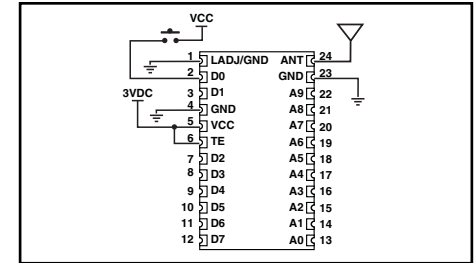 VCC
1 LADJ/GND ANT 24
2 D0 GND 23
3VDC 3 D1 A9 22
4 GND A8 21
5 VCC A7 20
6 TE A6 19
7 D2 A5 18
8 D3 A4 17
9 D4 A3 16
10 D5 A2 15
11 D6 A1 14
12 D7 A0 13